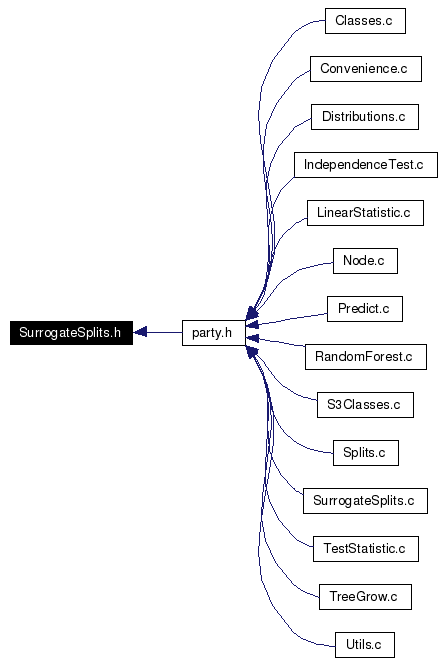 Classes.c
Convenience.c
Distributions.c
IndependenceTest.c
LinearStatistic.c
Node.c
SurrogateSplits.h
party.h
Predict.c
RandomForest.c
S3Classes.c
Splits.c
SurrogateSplits.c
TestStatistic.c
TreeGrow.c
Utils.c